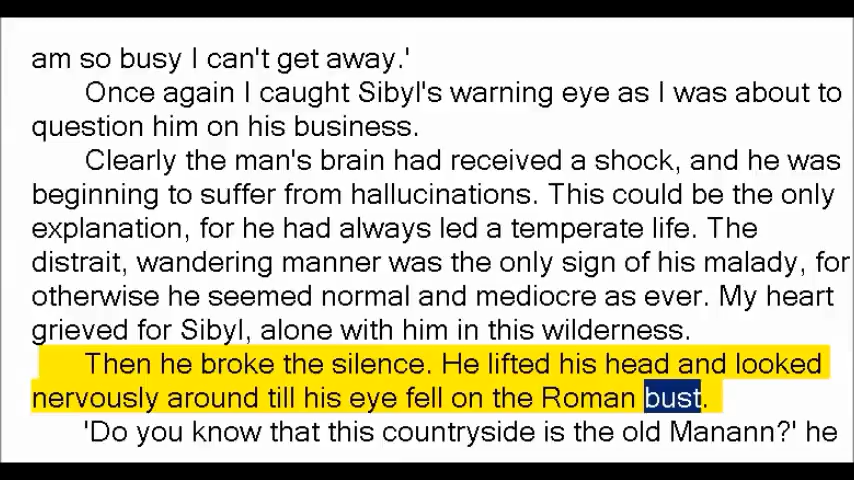 am so busy I can't get away.'
Once again I caught Sibyl's warning eye as I was about to
question him on his business.
Clearly the man's brain had received a shock, and he was
beginning to suffer from hallucinations. This could be the only
explanation, for he had always led a temperate life. The
distrait, wandering manner was the only sign of his malady, for
otherwise he seemed normal and mediocre as ever. My heart
grieved for Sibyl, alone with him in this wilderness.
Then he broke the silence. He lifted his head and looked
nervously around till his eye fell on the Roman bust.
'Do you know that this countryside is the old Manann?' he